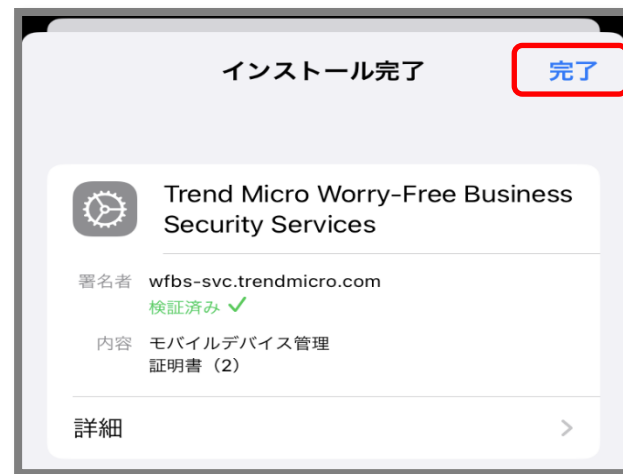 インストール完了 完了
Trend Micro Worry-Free Business
Security Services
署名者 wfbs-svc.trendmicro.com
検証済み ✓
内容 モバイルデバイス管理
証明書（2）
詳細